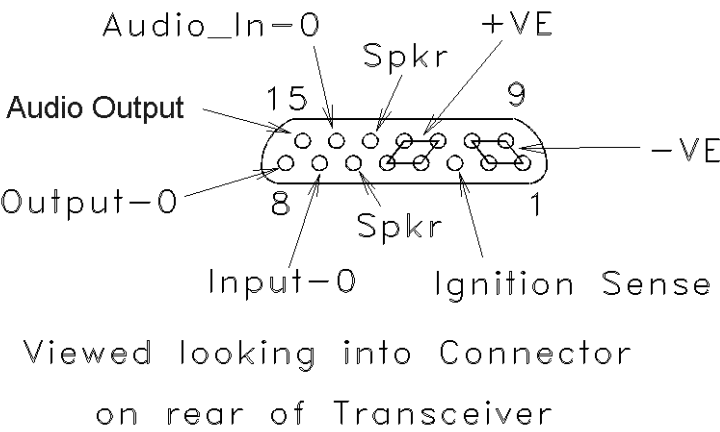 Audio_In-0
+VE
Spkr
15
9
Audio Output
-VE
Output-0
8
Spkr
1
Input-0
Ignition Sense
Viewed looking into Connector
on rear of Transceiver